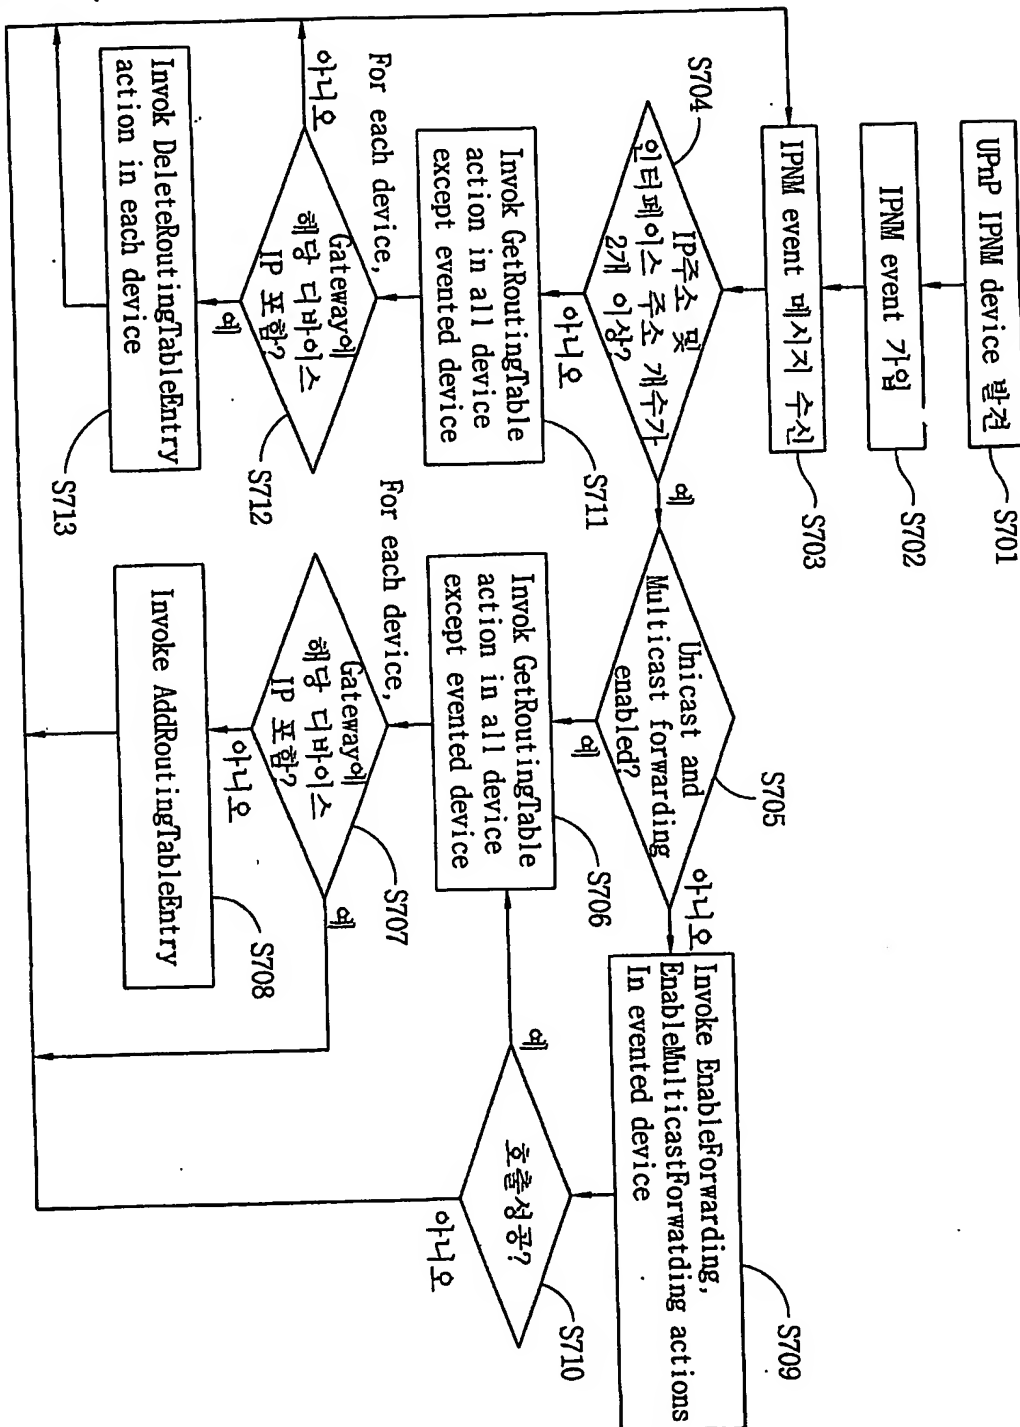 UPnP IPNM device 발견
S701
IPNM event 가입
S702
IPNM event 메시지 수신
S703
S704
IP주소 및
인터페이스 주소 개수가
2개 이상?
예
아니오
Unicast and
Multicast forwarding
enabled?
S705
예
아니오
Invoke EnableForwarding,
EnableMulticastForwatding actions
In evented device
S709
Invok GetRoutingTable
action in all device
except evented device
S711
Invok GetRoutingTable
action in all device
except evented device
S706
호출성공?
S710
예
아니오
For each device,
Gateway에
해당 디바이스
IP 포함?
S712
아니오
예
For each device,
Gateway에
해당 디바이스
IP 포함?
S707
예
아니오
Invok DeleteRoutingTableEntry
action in each device
S713
Invoke AddRoutingTableEntry
S708